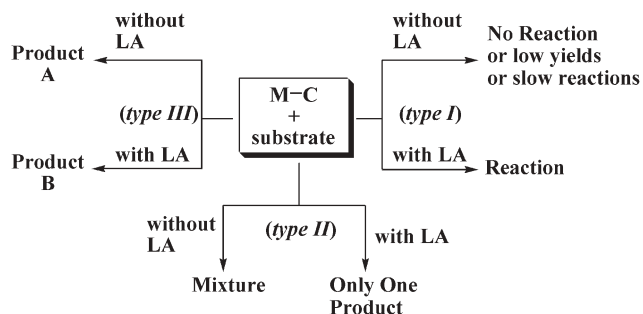 without
LA
Product
A
(type III)
with LA
Product
B
M–C
+
substrate
without
LA
No Reaction
or low yields
or slow reactions
(type I)
with LA
Reaction
without
LA
(type II)
with LA
Mixture
Only One
Product